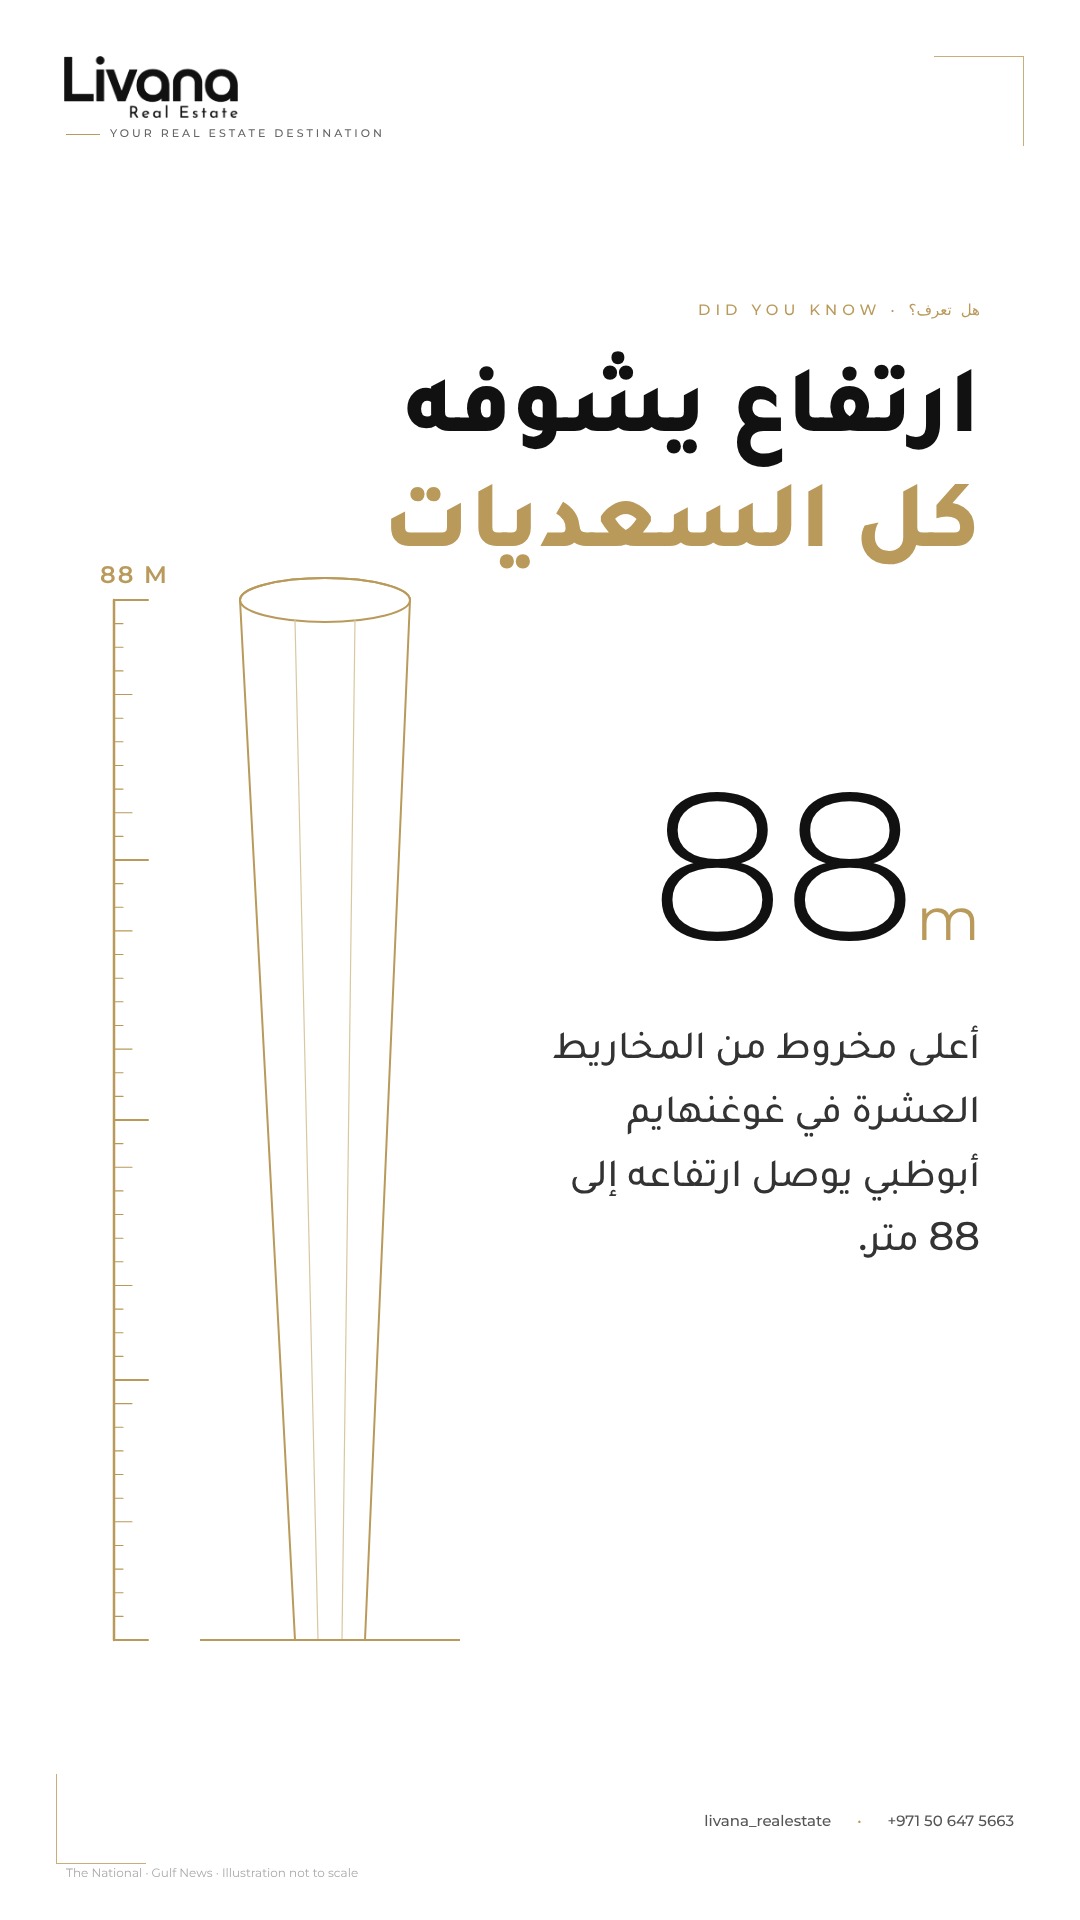 Livana
Real Estate
YOUR REAL ESTATE DESTINATION
هل تعرف؟ · DID YOU KNOW
ارتفاع يشوفه
كل السعديات
88 M
88 m
أعلى مخروط من المخاريط
العشرة في غوغنهايم
أبوظبي يوصل ارتفاعه إلى
88 متر.
livana_realestate · +971 50 647 5663
The National · Gulf News · Illustration not to scale